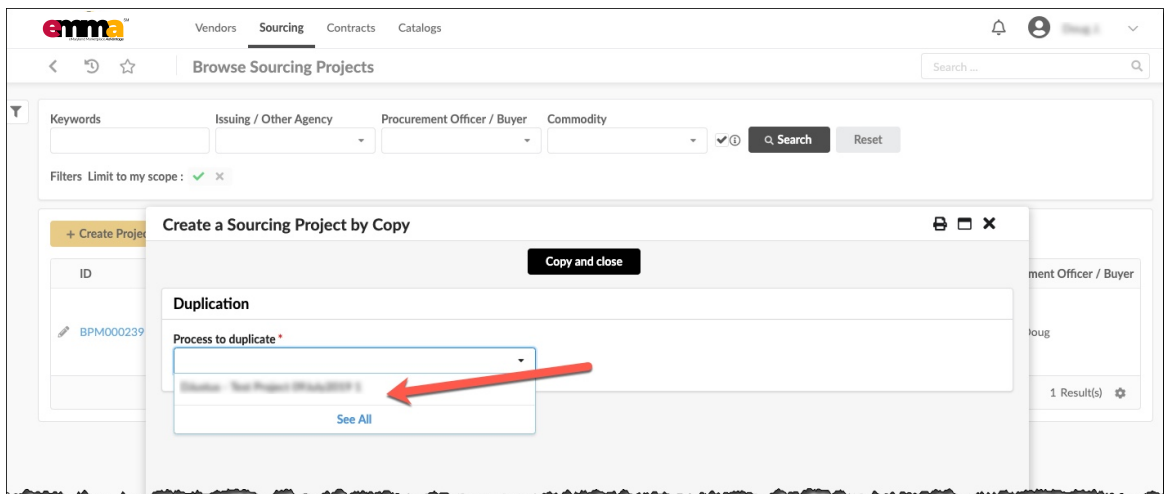 emma
Vendors Sourcing Contracts Catalogs
Browse Sourcing Projects
Search ...
Keywords Issuing / Other Agency Procurement Officer / Buyer Commodity
Search Reset
Filters Limit to my scope :
+ Create Projec
Create a Sourcing Project by Copy
Copy and close
ID
ment Officer / Buyer
Duplication
BPM000239
Doug
Process to duplicate *
1 Result(s)
See All